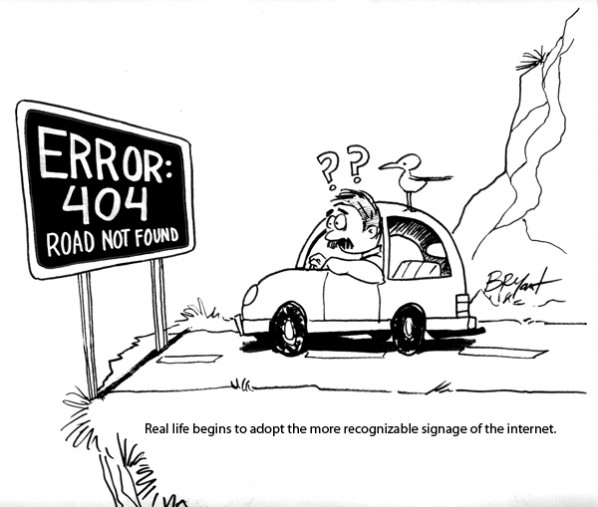 ERROR:
404
ROAD NOT FOUND
? ?
BRYANT
Real life begins to adopt the more recognizable signage of the internet.